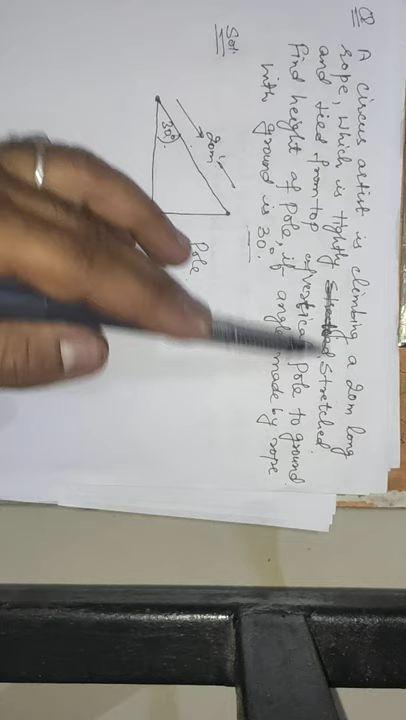 Q A circus artist is climbing a 20m long
rope, which is tightly stretched
and tied from top of vertical pole to ground
Find height of Pole, if angle made by rope
with ground is 30°.
Sol:
20m
30°
Pole